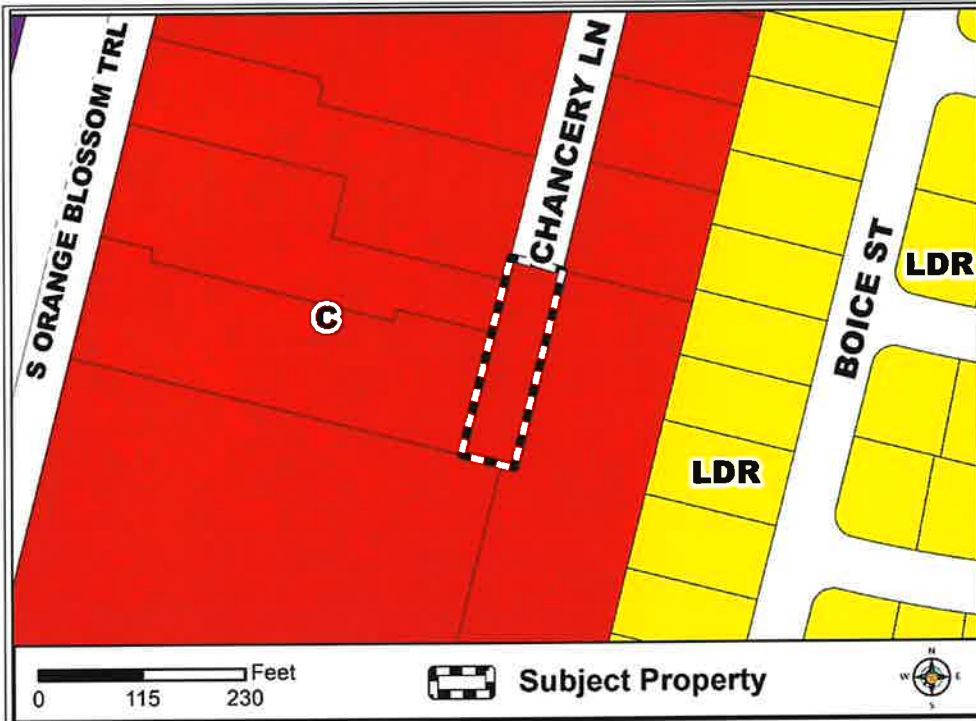 S ORANGE BLOSSOM TRL
CHANCERY LN
BOICE ST
LDR
C
LDR
Feet
0 115 230
Subject Property
N
W E
S